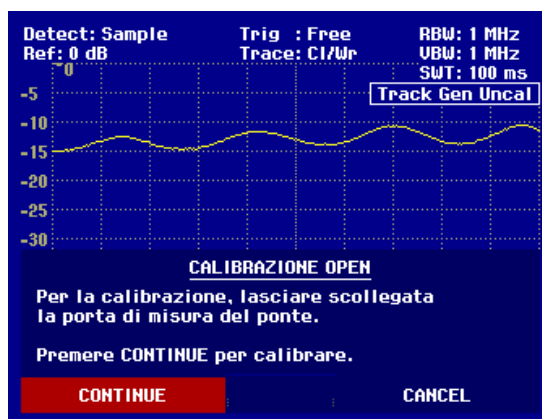 Detect: Sample Trig : Free RBW: 1 MHz
Ref: 0 dB Trace: Cl/Wr VBW: 1 MHz
SWT: 100 ms
0
Track Gen Uncal
-5
-10
-15
-20
-25
-30
CALIBRAZIONE OPEN
Per la calibrazione, lasciare scollegata
la porta di misura del ponte.
Premere CONTINUE per calibrare.
CONTINUE CANCEL